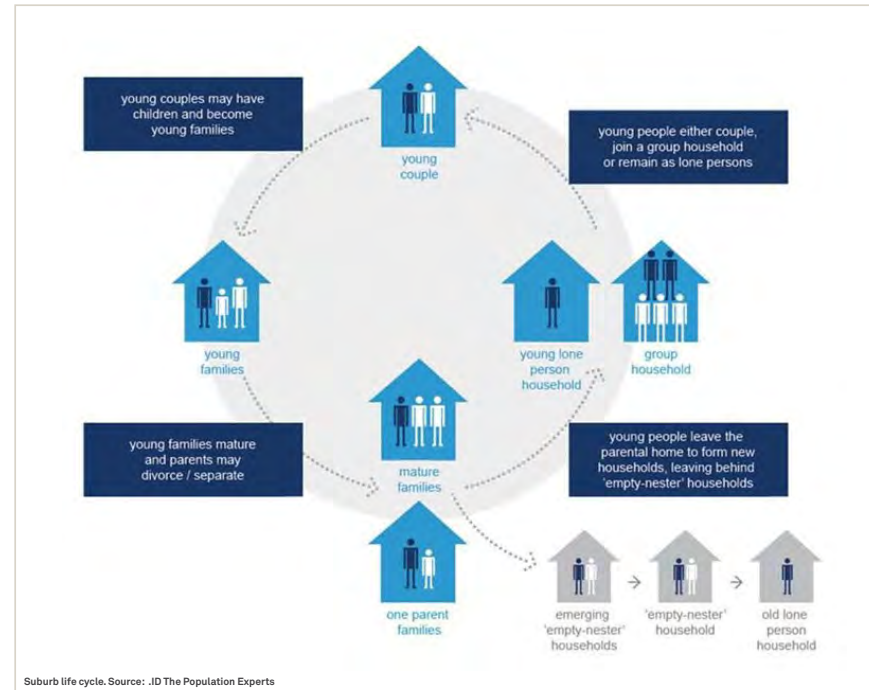 young couples may have
children and become
young families
young
couple
young people either couple,
join a group household
or remain as lone persons
young
families
young lone
person
household
group
household
young families mature
and parents may
divorce / separate
mature
families
young people leave the
parental home to form new
households, leaving behind
'empty-nester' households
one parent
families
emerging
'empty-nester'
households
'empty-nester'
household
old lone
person
household
Suburb life cycle. Source: .ID The Population Experts